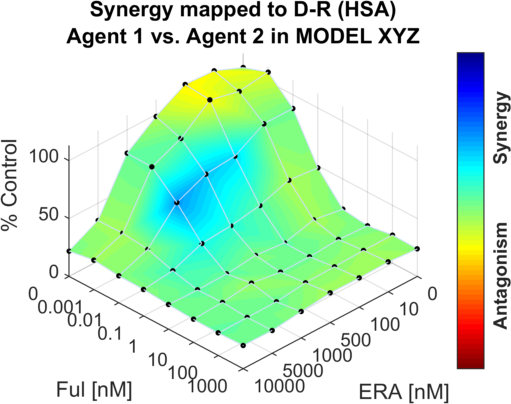 Synergy mapped to D-R (HSA)
Agent 1 vs. Agent 2 in MODEL XYZ
% Control
100
50
0
0
0.001
0.01
0.1
1
10
100
1000
Ful [nM]
0
10
100
500
1000
5000
10000
ERA [nM]
Synergy
Antagonism